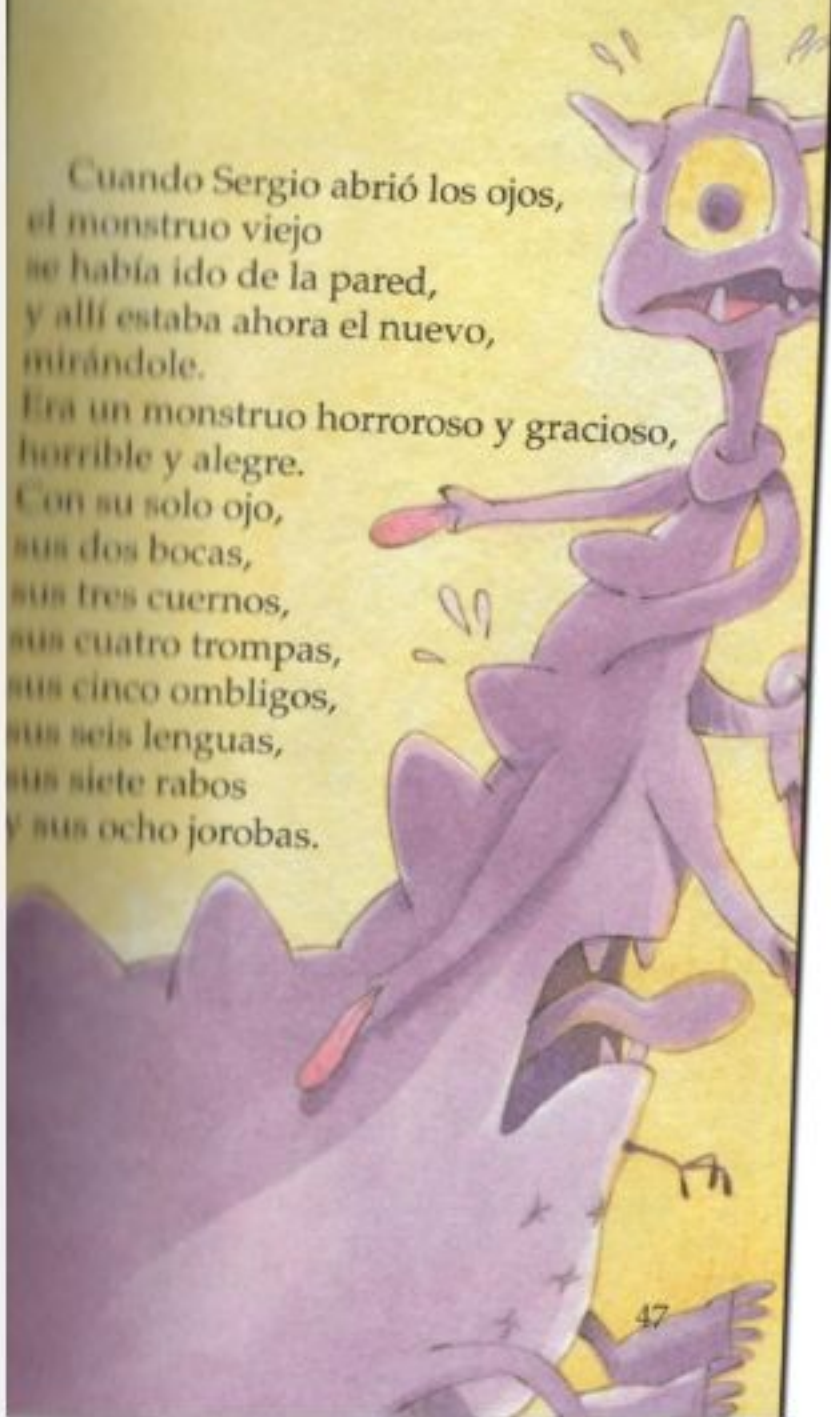 Cuando Sergio abrió los ojos,
el monstruo viejo
se había ido de la pared,
y allí estaba ahora el nuevo,
mirándole.
Era un monstruo horroroso y gracioso,
horrible y alegre.
Con su solo ojo,
sus dos bocas,
sus tres cuernos,
sus cuatro trompas,
sus cinco ombligos,
sus seis lenguas,
sus siete rabos
y sus ocho jorobas.
47